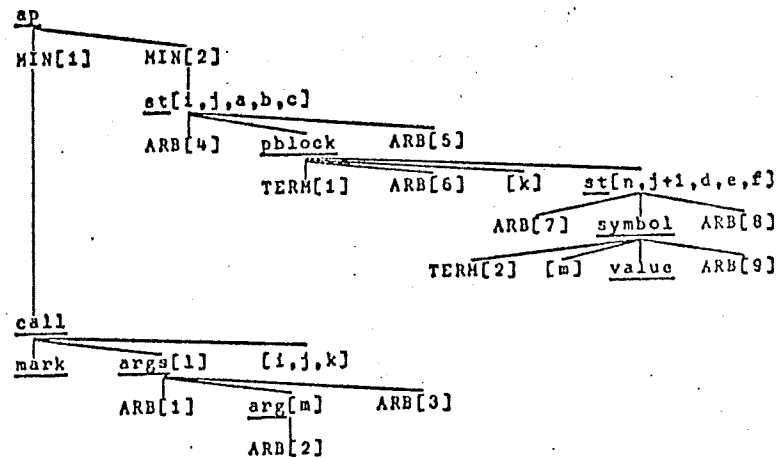 ap
MIN[1] MIN[2]
st[i,j,a,b,c]
ARB[4] pblock ARB[5]
TERM[1] ARB[6] [k] st[n,j+1,d,e,f]
ARB[7] symbol ARB[8]
TERM[2] [m] value ARB[9]
call
mark args[l] [i,j,k]
ARB[1] arg[m] ARB[3]
ARB[2]